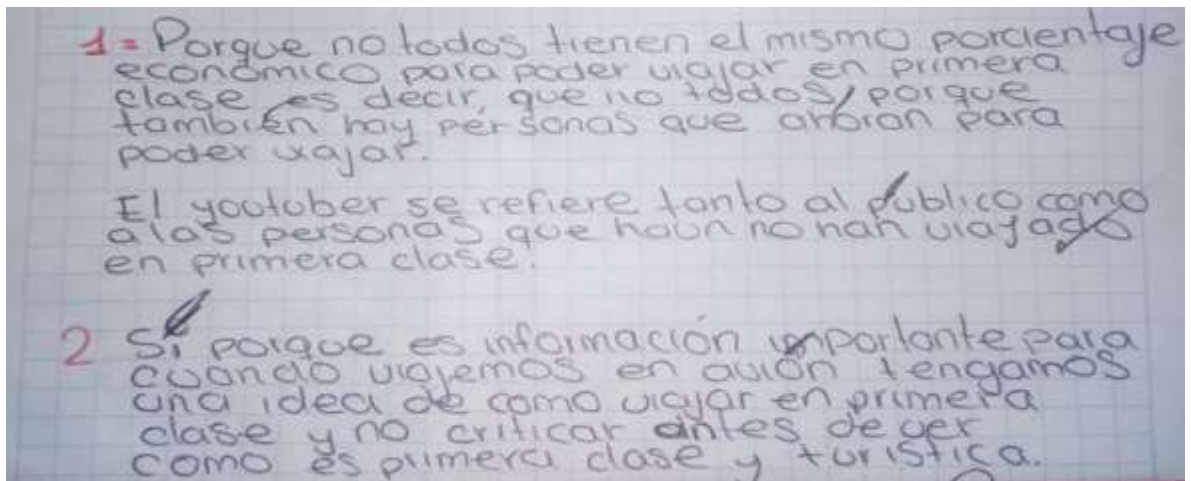 1= Porque no todos tienen el mismo porcientaje
económico para poder viajar en primera
clase es decir, que no todos, porque
también hay personas que ahorran para
poder viajar.
El youtuber se refiere tanto al público como
a las personas que haun no han viajado
en primera clase.
2 Sí porque es información importante para
cuando viajemos en avión tengamos
una idea de como viajar en primera
clase y no criticar antes de ver
como es primera clase y turistica.